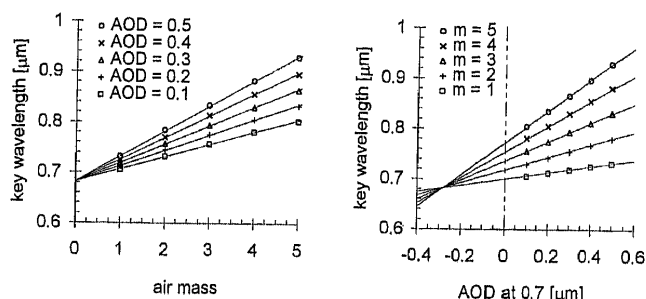 key wavelength [µm]
1
0.9
0.8
0.7
0.6
AOD = 0.5
AOD = 0.4
AOD = 0.3
AOD = 0.2
AOD = 0.1
0 1 2 3 4 5
air mass
key wavelength [µm]
1
0.9
0.8
0.7
0.6
m = 5
m = 4
m = 3
m = 2
m = 1
-0.4 -0.2 0 0.2 0.4 0.6
AOD at 0.7 [µm]